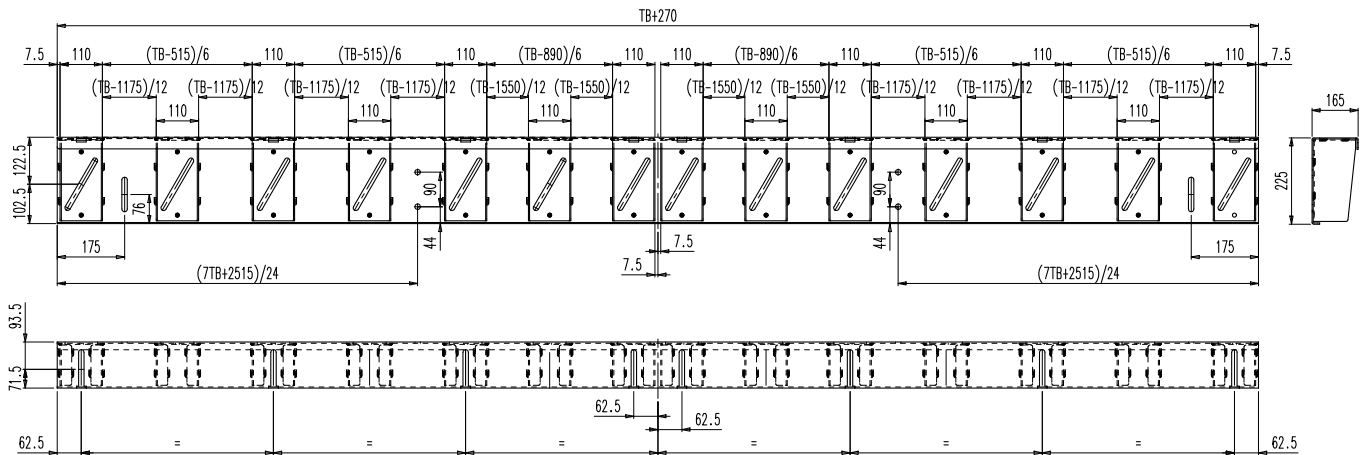 TB+270
7.5 110 (TB-515)/6 110 (TB-515)/6 110 (TB-890)/6 110 110 (TB-890)/6 110 (TB-515)/6 110 (TB-515)/6 110 7.5
(TB-1175)/12 (TB-1175)/12 (TB-1175)/12 (TB-1175)/12 (TB-1550)/12 (TB-1550)/12 (TB-1550)/12 (TB-1550)/12 (TB-1175)/12 (TB-1175)/12 (TB-1175)/12 (TB-1175)/12
110 110 110 110 110 110
165
122.5
102.5
76
90
44
90
44
225
175 7.5 175
7.5
(7TB+2515)/24 (7TB+2515)/24
93.5
71.5
62.5
62.5
62.5 = = = = = = 62.5